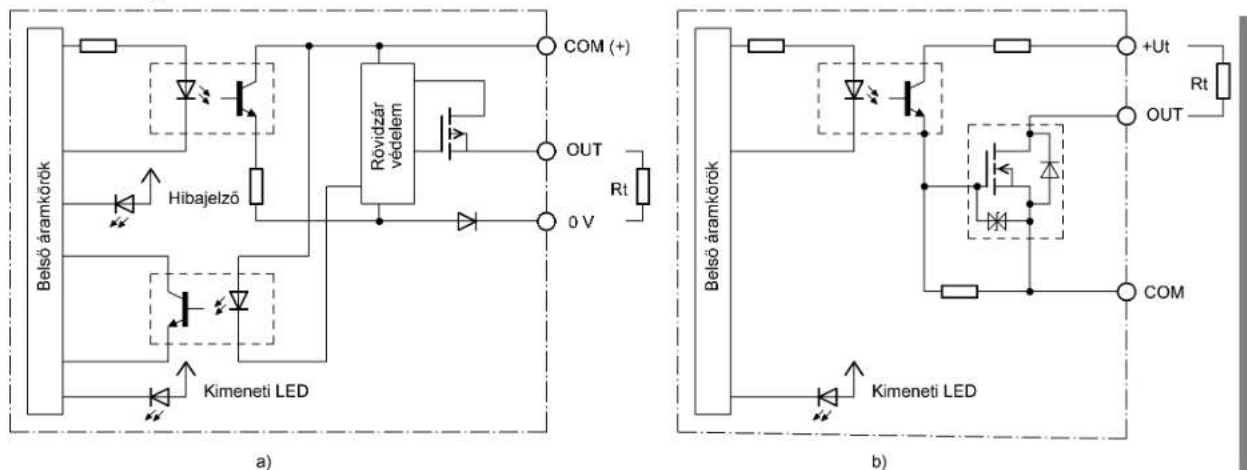 COM (+)
Rövidzár
védelem
OUT
Rt
Hibajelző
0 V
Belső áramkörök
Kimeneti LED
a)
+Ut
Rt
OUT
Belső áramkörök
COM
Kimeneti LED
b)